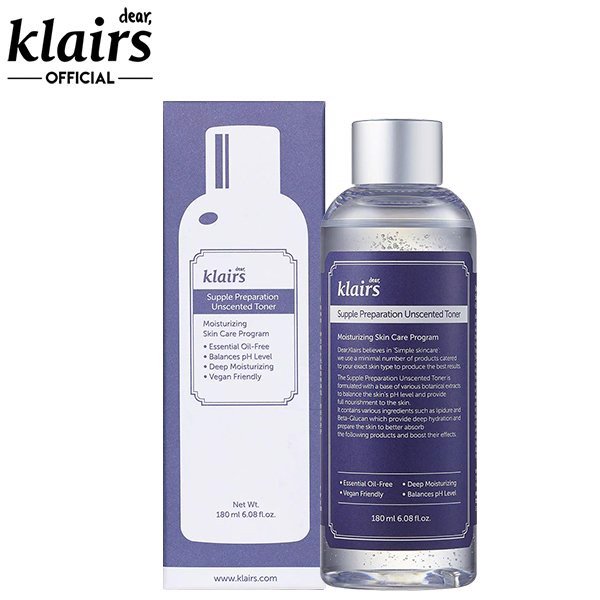 dear,
klairs
OFFICIAL
dear,
klairs
Supple Preparation
Unscented Toner
Moisturizing
Skin Care Program
• Essential Oil-Free
• Balances pH Level
• Deep Moisturizing
• Vegan Friendly
Net Wt.
180 ml 6.08 fl.oz.
www.klairs.com
dear,
klairs
Supple Preparation Unscented Toner
Moisturizing Skin Care Program
Dear,Klairs believes in 'Simple skincare'
we use a minimal number of products catered
to your exact skin type to produce the best results.
The Supple Preparation Unscented Toner is
formulated with a base of various botanical extracts
to balance the skin's pH level and provide
full nourishment to the skin.
It contains various ingredients such as lipidure and
Beta-Glucan which provide deep hydration and
prepare the skin to better absorb
the following products and boost their effects.
• Essential Oil-Free • Deep Moisturizing
• Vegan Friendly • Balances pH Level
180 ml 6.08 fl.oz.